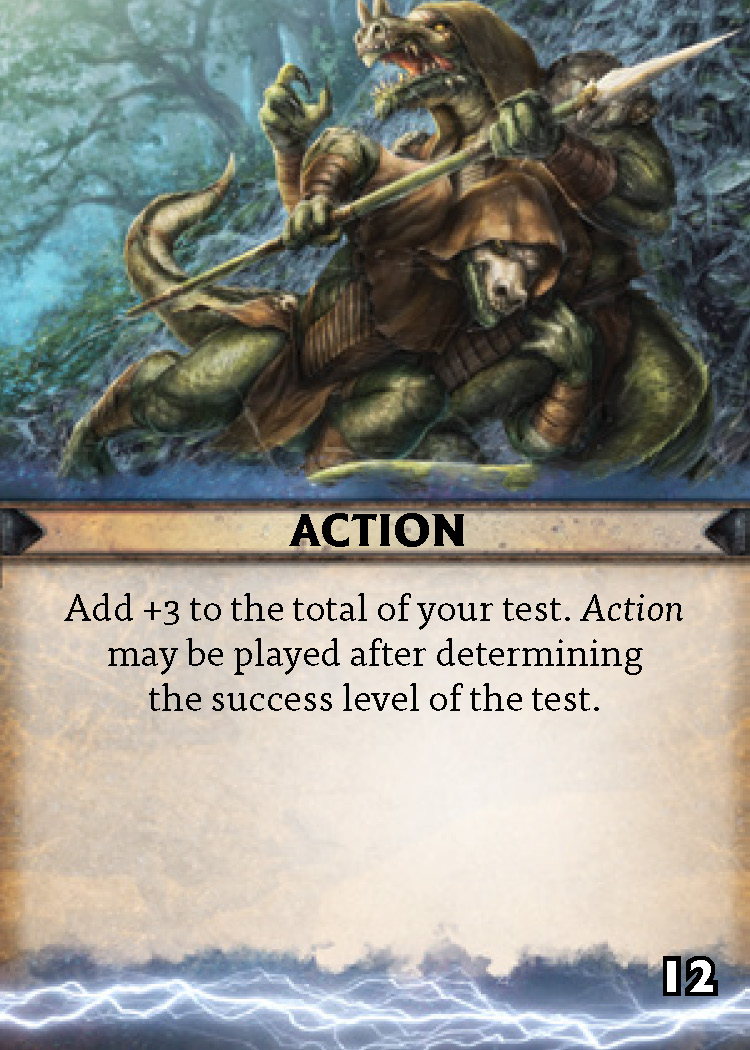 ACTION
Add +3 to the total of your test. Action
may be played after determining
the success level of the test.
12